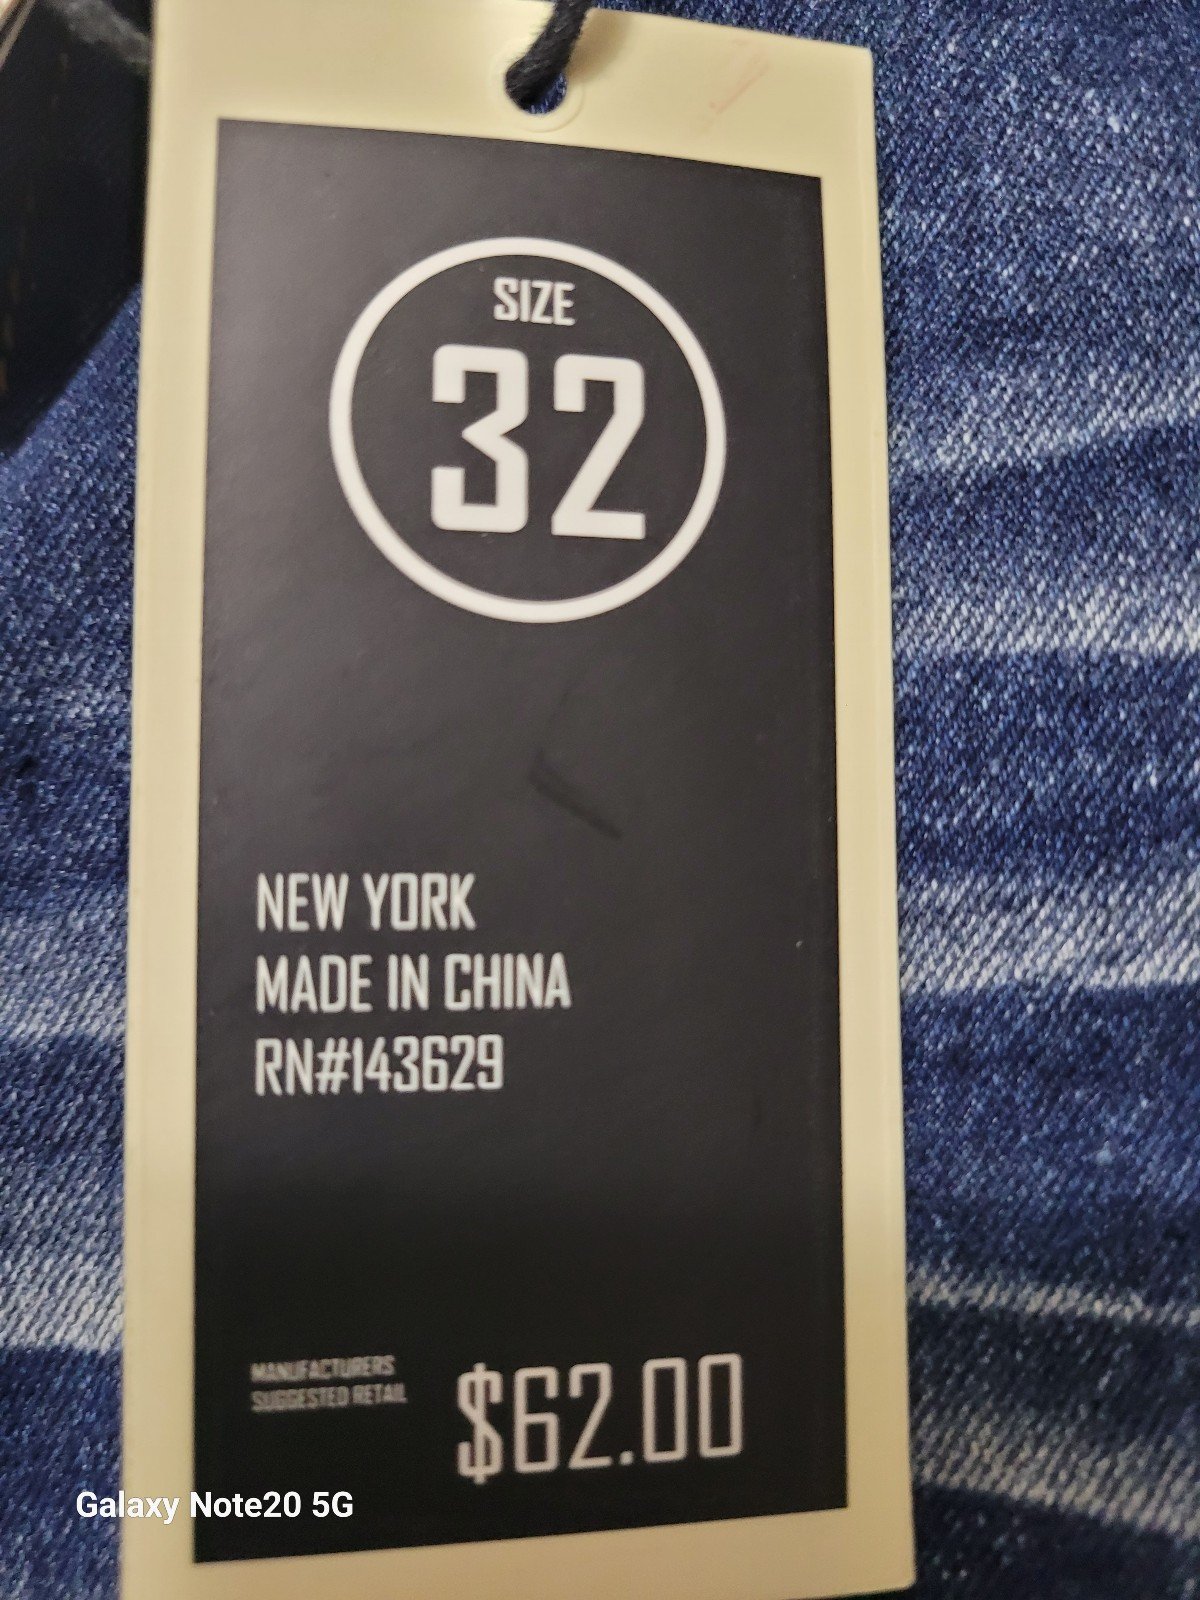 SIZE
32
NEW YORK
MADE IN CHINA
RN#143629
MANUFACTURERS
SUGGESTED RETAIL
$62.00
Galaxy Note20 5G